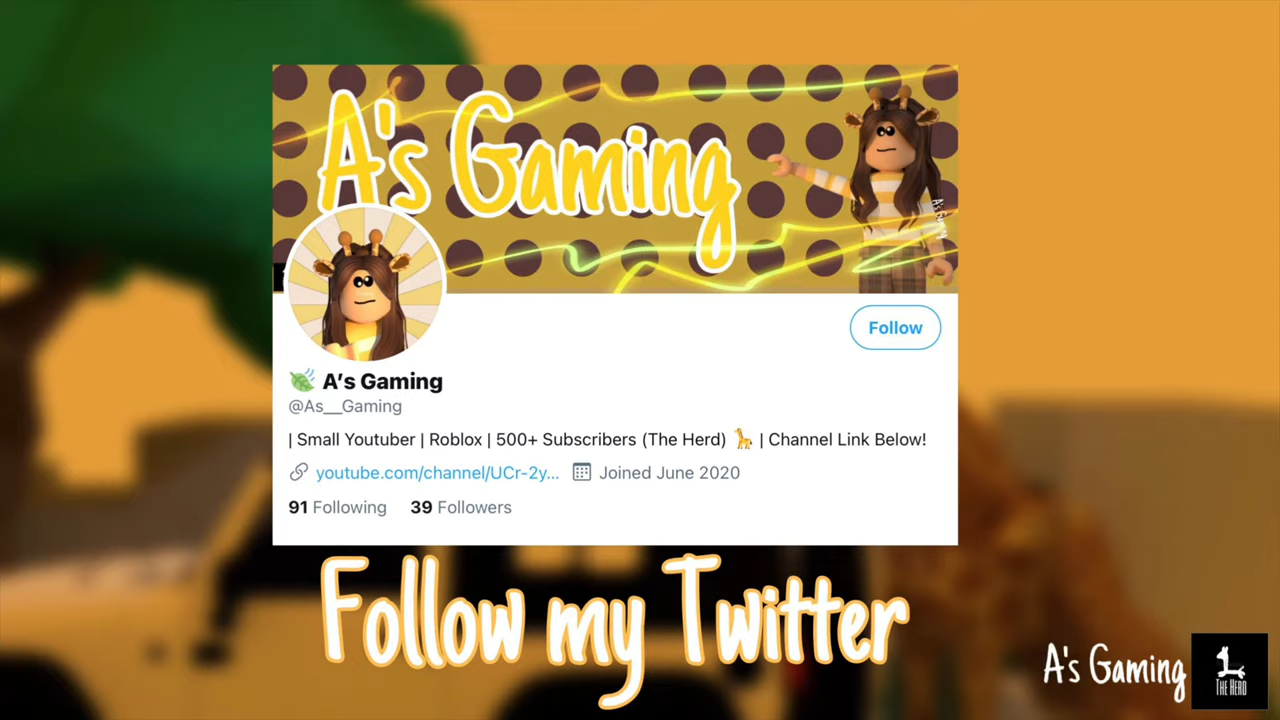 A's Gaming
A's Gaming
Follow
🍃 A's Gaming
@As__Gaming
| Small Youtuber | Roblox | 500+ Subscribers (The Herd) 🦒 | Channel Link Below!
youtube.com/channel/UCr-2y... Joined June 2020
91 Following 39 Followers
Follow my Twitter
A's Gaming
THE HERD